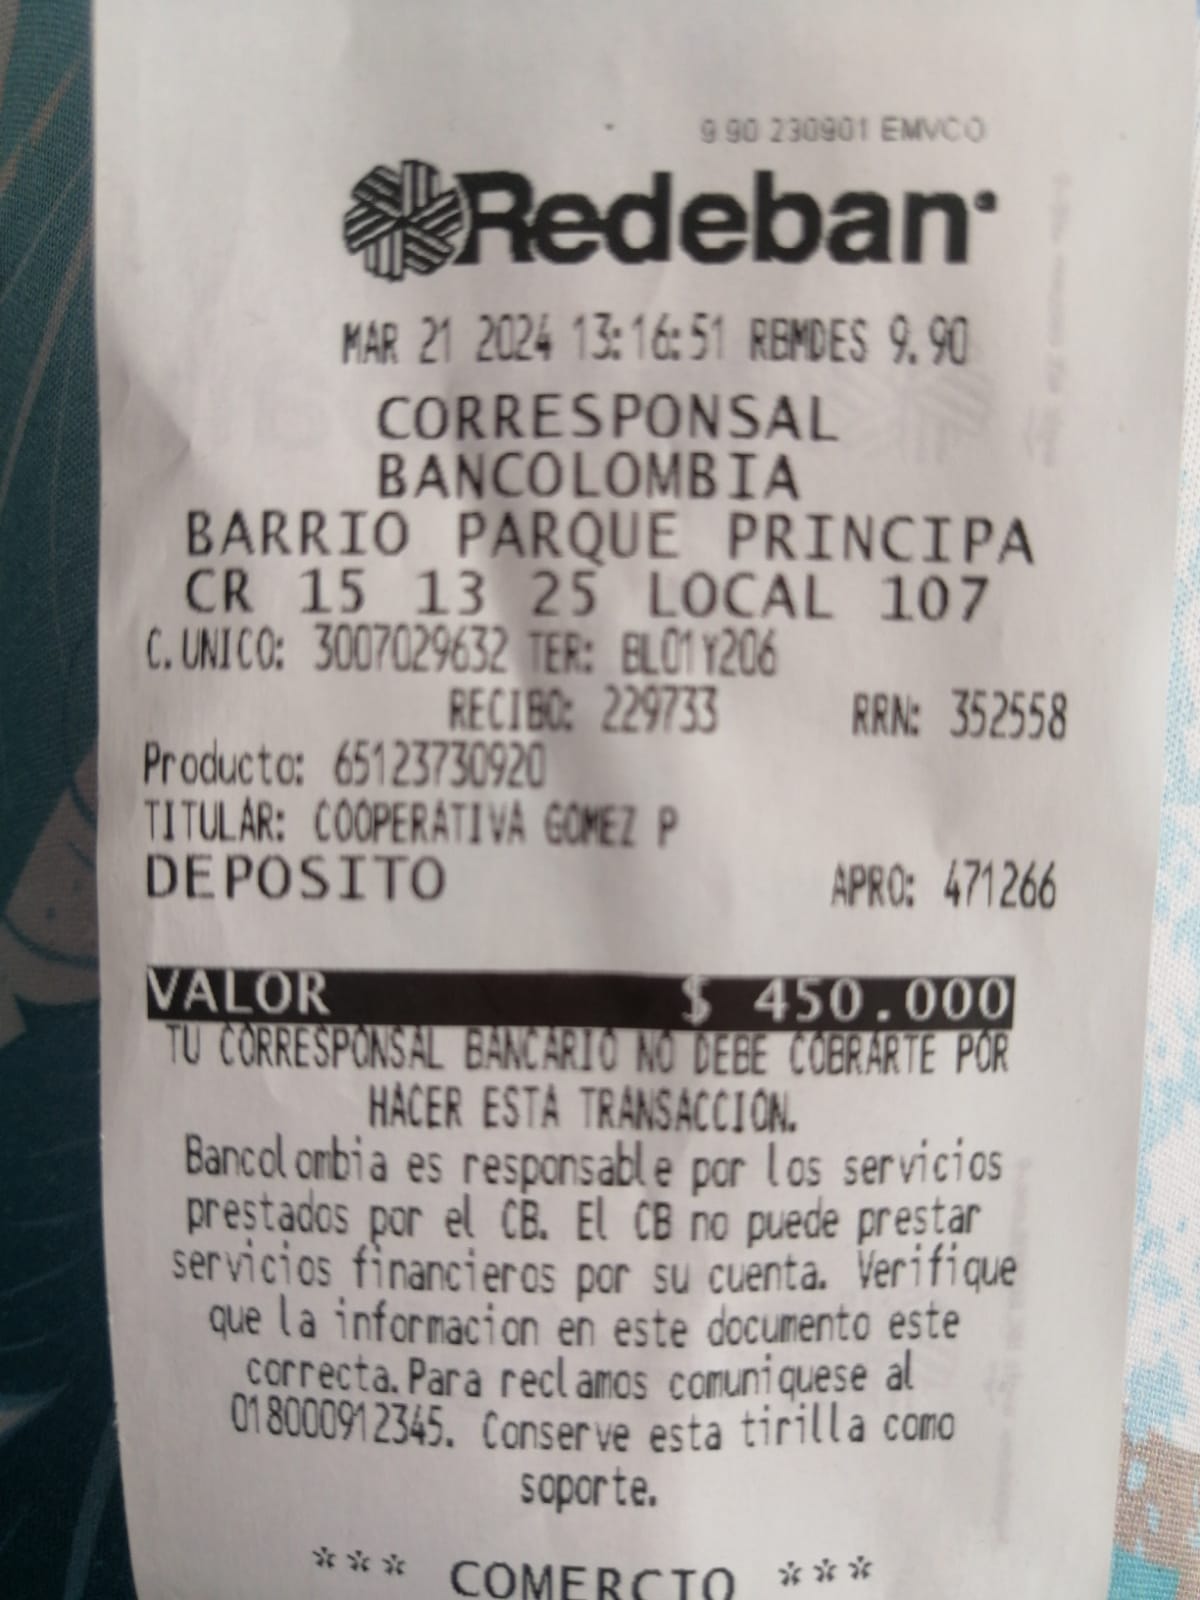 9.90 230901 EMVCO
Redeban
MAR 21 2024 13:16:51 RBMDES 9.90
CORRESPONSAL
BANCOLOMBIA
BARRIO PARQUE PRINCIPA
CR 15 13 25 LOCAL 107
C.UNICO: 3007029632 TER: BL01Y206
RECIBO: 229733 RRN: 352558
Producto: 65123730920
TITULAR: COOPERATIVA GOMEZ P
DEPOSITO APRO: 471266
VALOR $ 450.000
TU CORRESPONSAL BANCARIO NO DEBE COBRARTE POR
HACER ESTA TRANSACCION.
Bancolombia es responsable por los servicios
prestados por el CB. El CB no puede prestar
servicios financieros por su cuenta. Verifique
que la informacion en este documento este
correcta.Para reclamos comuniquese al
018000912345. Conserve esta tirilla como
soporte.
*** COMERCIO ***